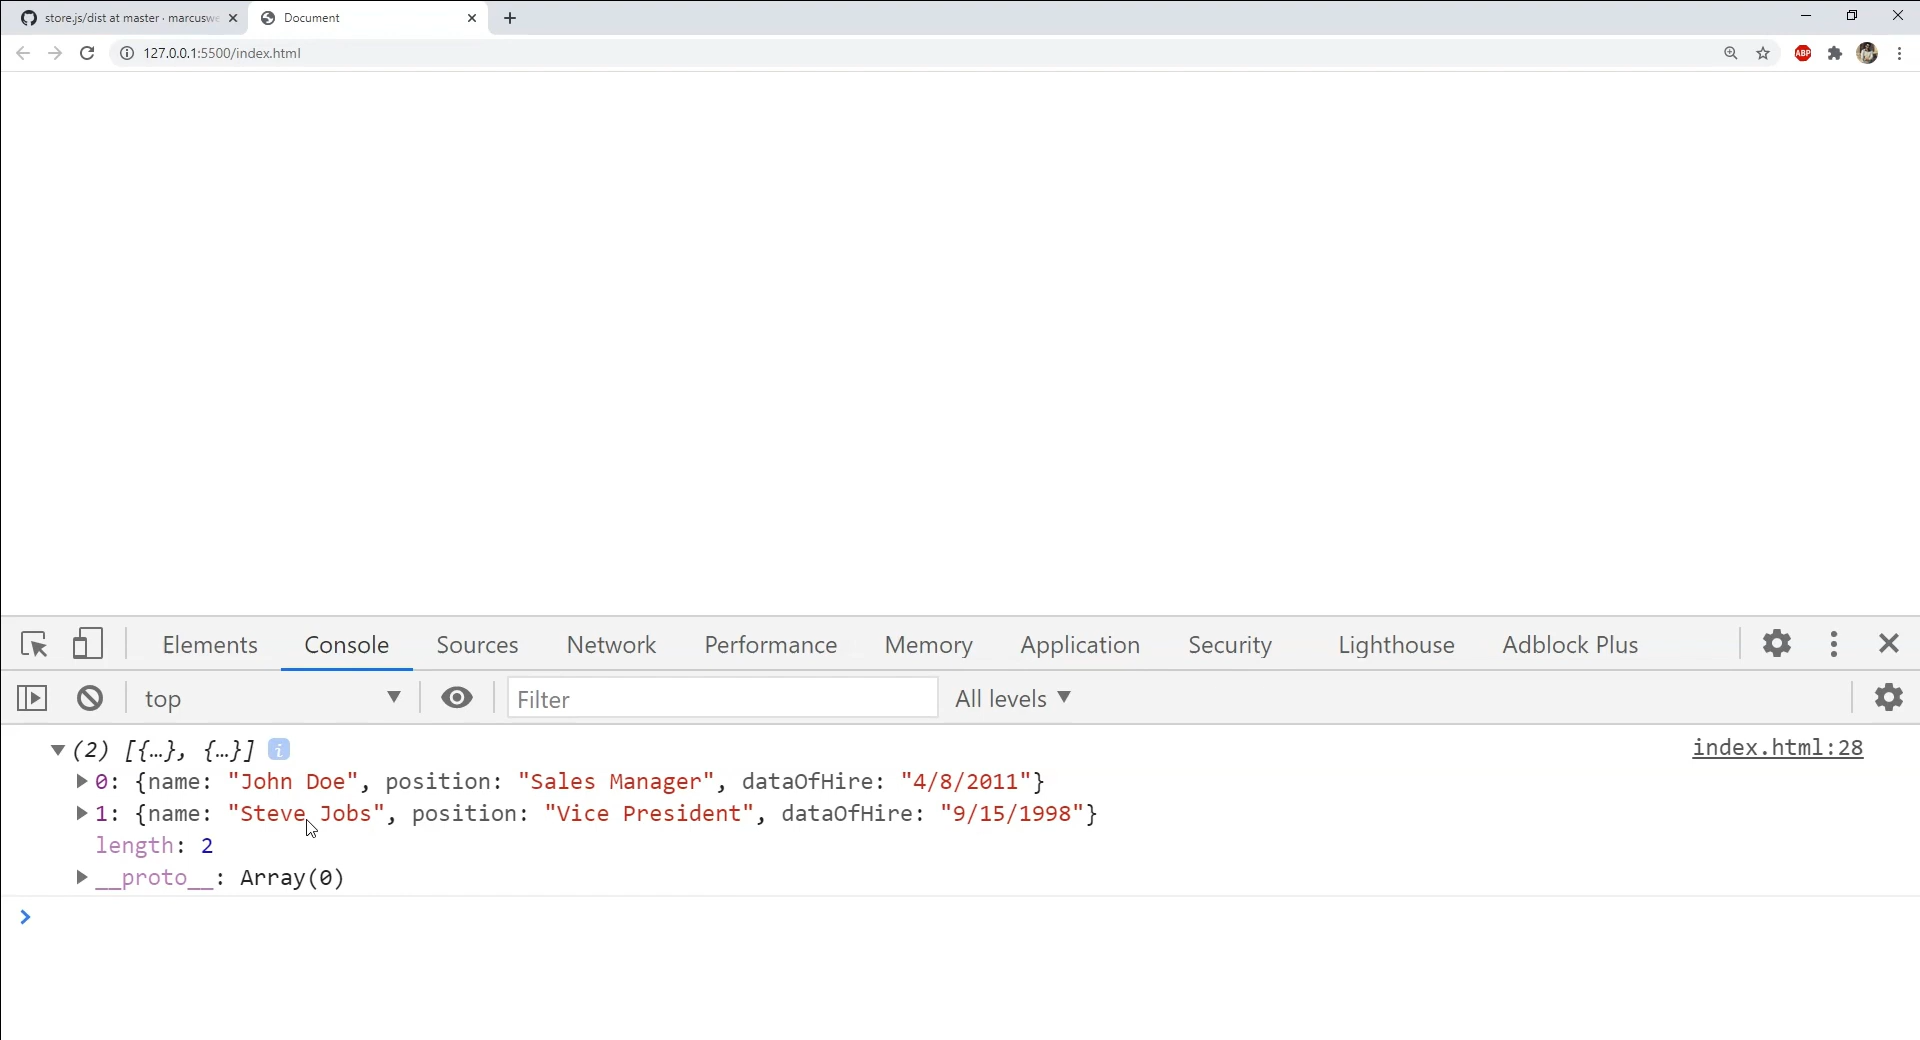 store.js/dist at master · marcuswe
Document
127.0.0.1:5500/index.html
ABP
Elements Console Sources Network Performance Memory Application Security Lighthouse Adblock Plus
top Filter All levels
(2) [{…}, {…}] i index.html:28
0: {name: "John Doe", position: "Sales Manager", dataOfHire: "4/8/2011"}
1: {name: "Steve Jobs", position: "Vice President", dataOfHire: "9/15/1998"}
length: 2
__proto__: Array(0)